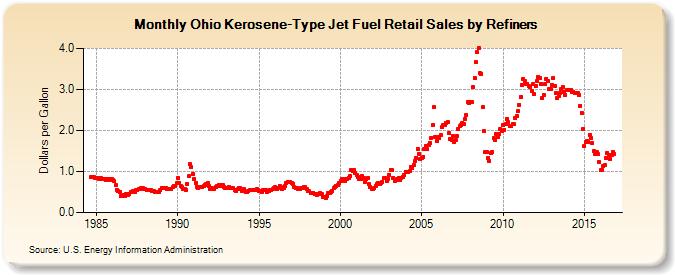 Monthly Ohio Kerosene-Type Jet Fuel Retail Sales by Refiners
Dollars per Gallon
4.0
3.0
2.0
1.0
0.0
1985 1990 1995 2000 2005 2010 2015
Source: U.S. Energy Information Administration